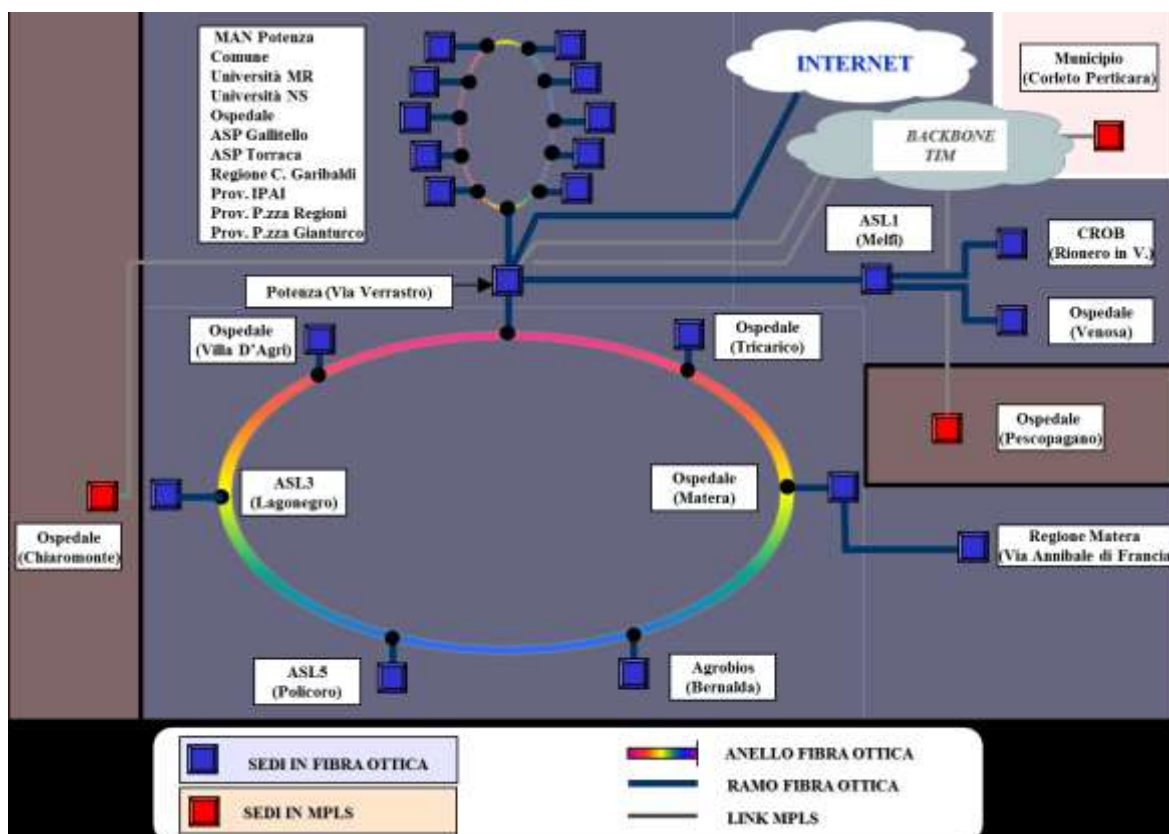 MAN Potenza
Comune
Università MR
Università NS
Ospedale
ASP Gallitello
ASP Torraca
Regione C. Garibaldi
Prov. IPAI
Prov. P.zza Regioni
Prov. P.zza Gianturco
INTERNET
Municipio
(Corleto Perticara)
BACKBONE
TIM
ASL1
(Melfi)
CROB
(Rionero in V.)
Potenza (Via Verrastro)
Ospedale
(Venosa)
Ospedale
(Villa D'Agri)
Ospedale
(Tricarico)
Ospedale
(Pescopagano)
ASL3
(Lagonegro)
Ospedale
(Matera)
Ospedale
(Chiaromonte)
Regione Matera
(Via Annibale di Francia
ASL5
(Policoro)
Agrobios
(Bernalda)
SEDI IN FIBRA OTTICA
SEDI IN MPLS
ANELLO FIBRA OTTICA
RAMO FIBRA OTTICA
LINK MPLS